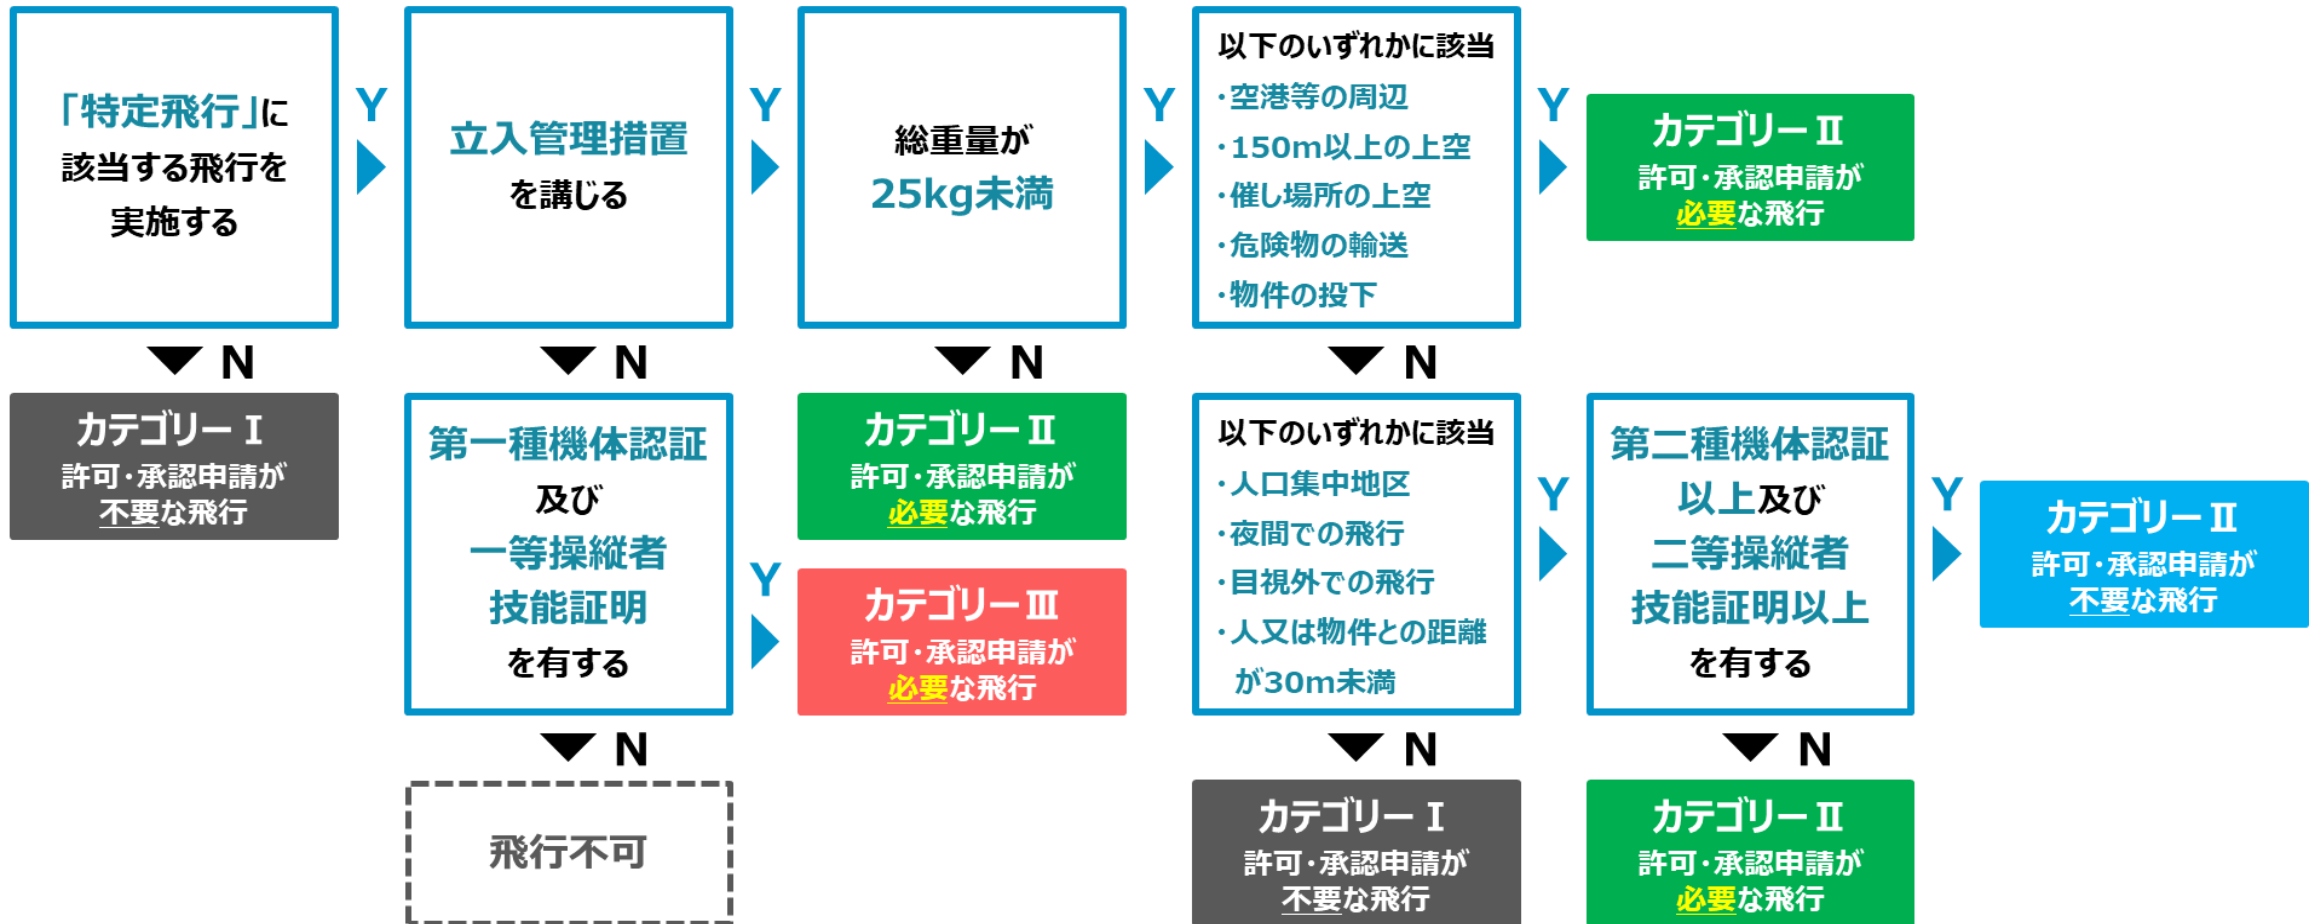 「特定飛行」に
該当する飛行を
実施する
Y
立入管理措置
を講じる
Y
総重量が
25kg未満
Y
以下のいずれかに該当
・空港等の周辺
・150m以上の上空
・催し場所の上空
・危険物の輸送
・物件の投下
Y
カテゴリーⅡ
許可・承認申請が
必要な飛行
N
N
N
N
カテゴリーⅠ
許可・承認申請が
不要な飛行
第一種機体認証
及び
一等操縦者
技能証明
を有する
Y
カテゴリーⅡ
許可・承認申請が
必要な飛行
カテゴリーⅢ
許可・承認申請が
必要な飛行
以下のいずれかに該当
・人口集中地区
・夜間での飛行
・目視外での飛行
・人又は物件との距離
が30m未満
Y
第二種機体認証
以上及び
二等操縦者
技能証明以上
を有する
Y
カテゴリーⅡ
許可・承認申請が
不要な飛行
N
N
N
飛行不可
カテゴリーⅠ
許可・承認申請が
不要な飛行
カテゴリーⅡ
許可・承認申請が
必要な飛行